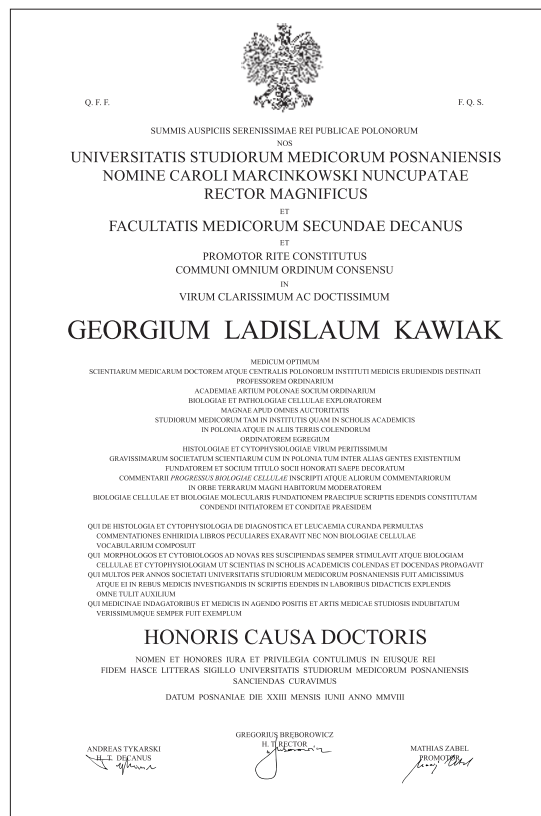 Q. F. F. F. Q. S.
SUMMIS AUSPICIIS SERENISSIMAE REI PUBLICAE POLONORUM
NOS
UNIVERSITATIS STUDIORUM MEDICORUM POSNANIENSIS
NOMINE CAROLI MARCINKOWSKI NUNCUPATAE
RECTOR MAGNIFICUS
ET
FACULTATIS MEDICORUM SECUNDAE DECANUS
ET
PROMOTOR RITE CONSTITUTUS
COMMUNI OMNIUM ORDINUM CONSENSU
IN
VIRUM CLARISSIMUM AC DOCTISSIMUM
GEORGIUM LADISLAUM KAWIAK
MEDICUM OPTIMUM
SCIENTIARUM MEDICARUM DOCTOREM ATQUE CENTRALIS POLONORUM INSTITUTI MEDICIS ERUDIENDIS DESTINATI
PROFESSOREM ORDINARIUM
ACADEMIAE ARTIUM POLONAE SOCIUM ORDINARIUM
BIOLOGIAE ET PATHOLOGIAE CELLULAE EXPLORATOREM
MAGNAE APUD OMNES AUCTORITATIS
STUDIORUM MEDICORUM TAM IN INSTITUTIS QUAM IN SCHOLIS ACADEMICIS
IN POLONIA ATQUE IN ALIIS TERRIS COLENDORUM
ORDINATOREM EGREGIUM
HISTOLOGIAE ET CYTOPHYSIOLOGIAE VIRUM PERITISSIMUM
GRAVISSIMARUM SOCIETATUM SCIENTIARUM CUM IN POLONIA TUM INTER ALIAS GENTES EXISTENTIUM
FUNDATOREM ET SOCIUM TITULO SOCII HONORATI SAEPE DECORATUM
COMMENTARII PROGRESSUS BIOLOGIAE CELLULAE INSCRIPTI ATQUE ALIORUM COMMENTARIORUM
IN ORBE TERRARUM MAGNI HABITORUM MODERATOREM
BIOLOGIAE CELLULAE ET BIOLOGIAE MOLECULARIS FUNDATIONEM PRAECIPUE SCRIPTIS EDENDIS CONSTITUTAM
CONDENDI INITIATOREM ET CONDITAE PRAESIDEM
QUI DE HISTOLOGIA ET CYTOPHYSIOLOGIA DE DIAGNOSTICA ET LEUCAEMIA CURANDA PERMULTAS
COMMENTATIONES ENHIRIDIA LIBROS PECULIARES EXARAVIT NEC NON BIOLOGIAE CELLULAE
VOCABULARIUM COMPOSUIT
QUI MORPHOLOGOS ET CYTOBIOLOGOS AD NOVAS RES SUSCIPIENDAS SEMPER STIMULAVIT ATQUE BIOLOGIAM
CELLULAE ET CYTOPHYSIOLOGIAM UT SCIENTIAS IN SCHOLIS ACADEMICIS COLENDAS ET DOCENDAS PROPAGAVIT
QUI MULTOS PER ANNOS SOCIETATI UNIVERSITATIS STUDIORUM MEDICORUM POSNANIENSIS FUIT AMICISSIMUS
ATQUE EI IN REBUS MEDICIS INVESTIGANDIS IN SCRIPTIS EDENDIS IN LABORIBUS DIDACTICIS EXPLENDIS
OMNE TULIT AUXILIUM
QUI MEDICINAE INDAGATORIBUS ET MEDICIS IN AGENDO POSITIS ET ARTIS MEDICAE STUDIOSIS INDUBITATUM
VERISSIMUMQUE SEMPER FUIT EXEMPLUM
HONORIS CAUSA DOCTORIS
NOMEN ET HONORES IURA ET PRIVILEGIA CONTULIMUS IN EIUSQUE REI
FIDEM HASCE LITTERAS SIGILLO UNIVERSITATIS STUDIORUM MEDICORUM POSNANIENSIS
SANCIENDAS CURAVIMUS
DATUM POSNANIAE DIE XXIII MENSIS IUNII ANNO MMVIII
GREGORIUS BRĘBOROWICZ
H. T. RECTOR
ANDREAS TYKARSKI
H. T. DECANUS
MATHIAS ZABEL
PROMOTOR